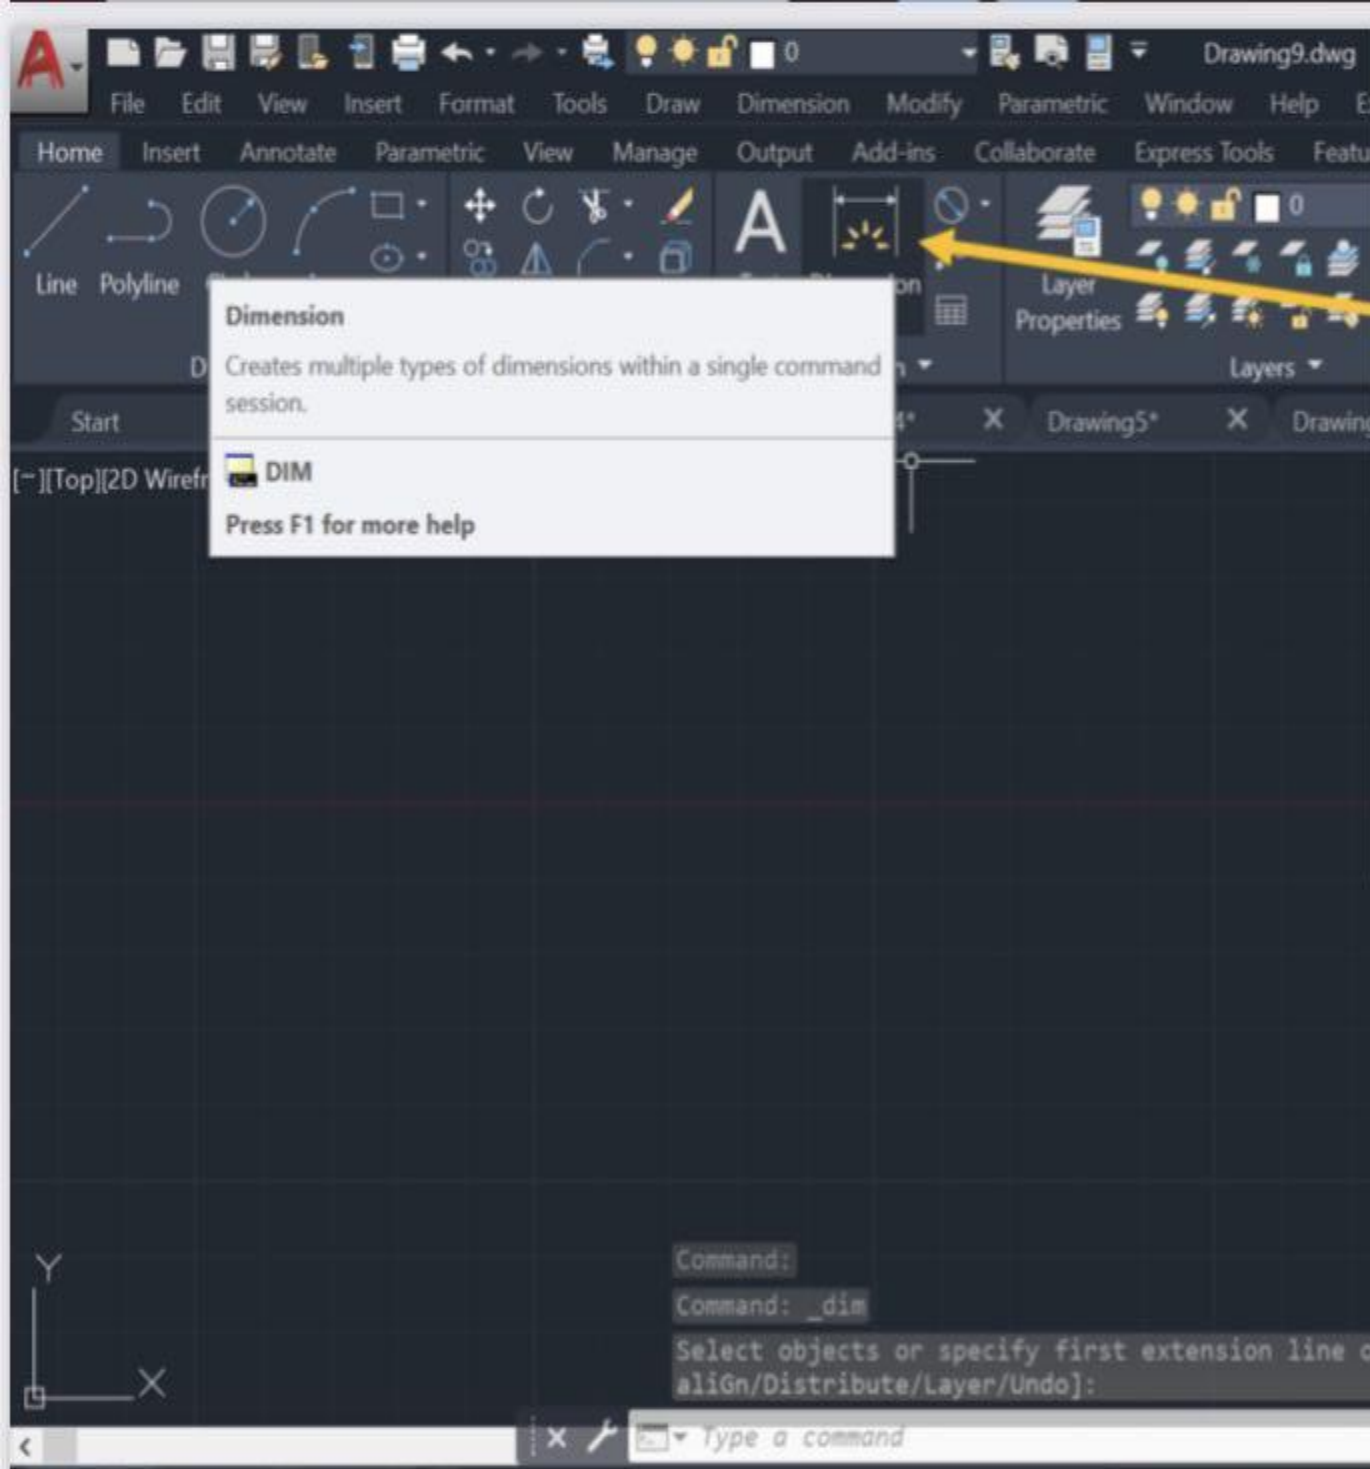 0 Drawing9.dwg
File Edit View Insert Format Tools Draw Dimension Modify Parametric Window Help
Home Insert Annotate Parametric View Manage Output Add-ins Collaborate Express Tools Featu
A 0
Line Polyline
Layer
Properties
Layers
Dimension
Creates multiple types of dimensions within a single command
session.
DIM
Press F1 for more help
Start 4* Drawing5* Drawing
[−][Top][2D Wirefr
Y
X
Command:
Command: _dim
Select objects or specify first extension line o
aliGn/Distribute/Layer/Undo]:
Type a command